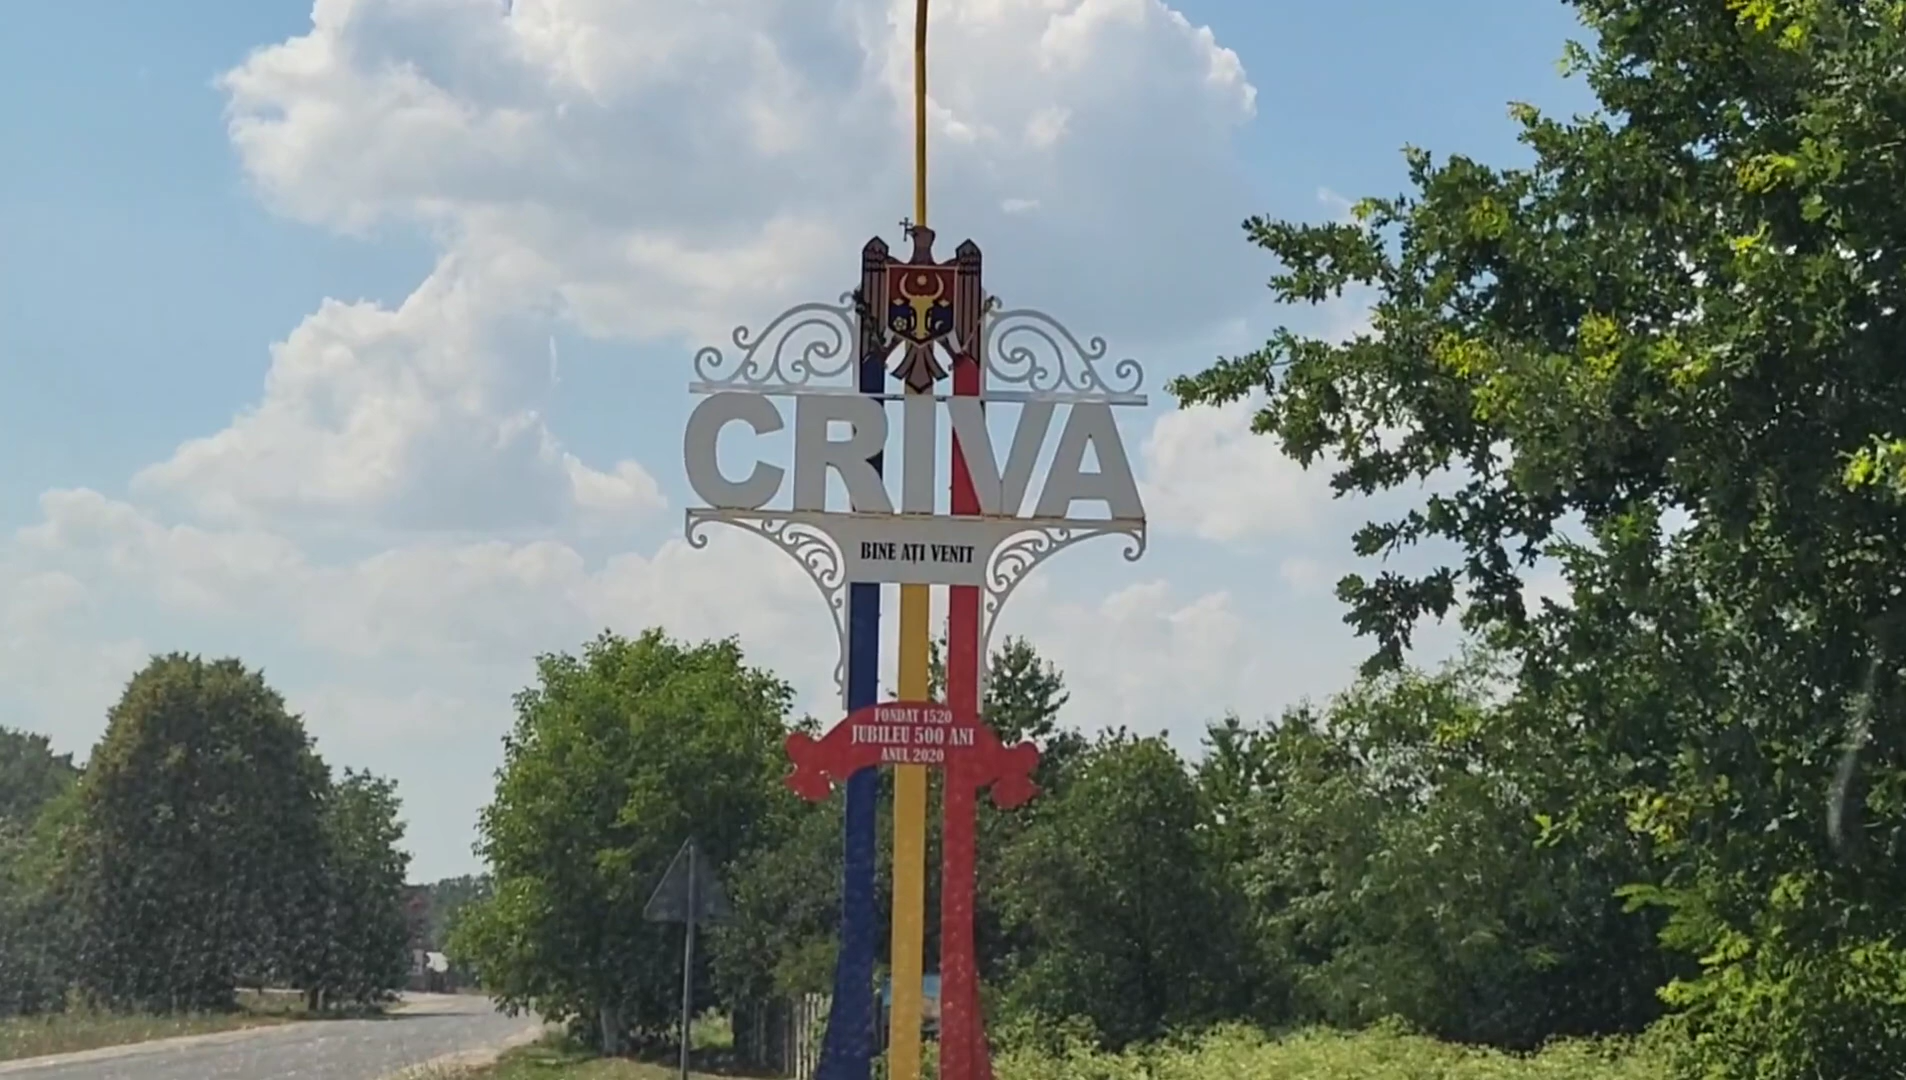 CRIVA
BINE AȚI VENIT
FONDAT 1520
JUBILEU 500 ANI
ANUL 2020